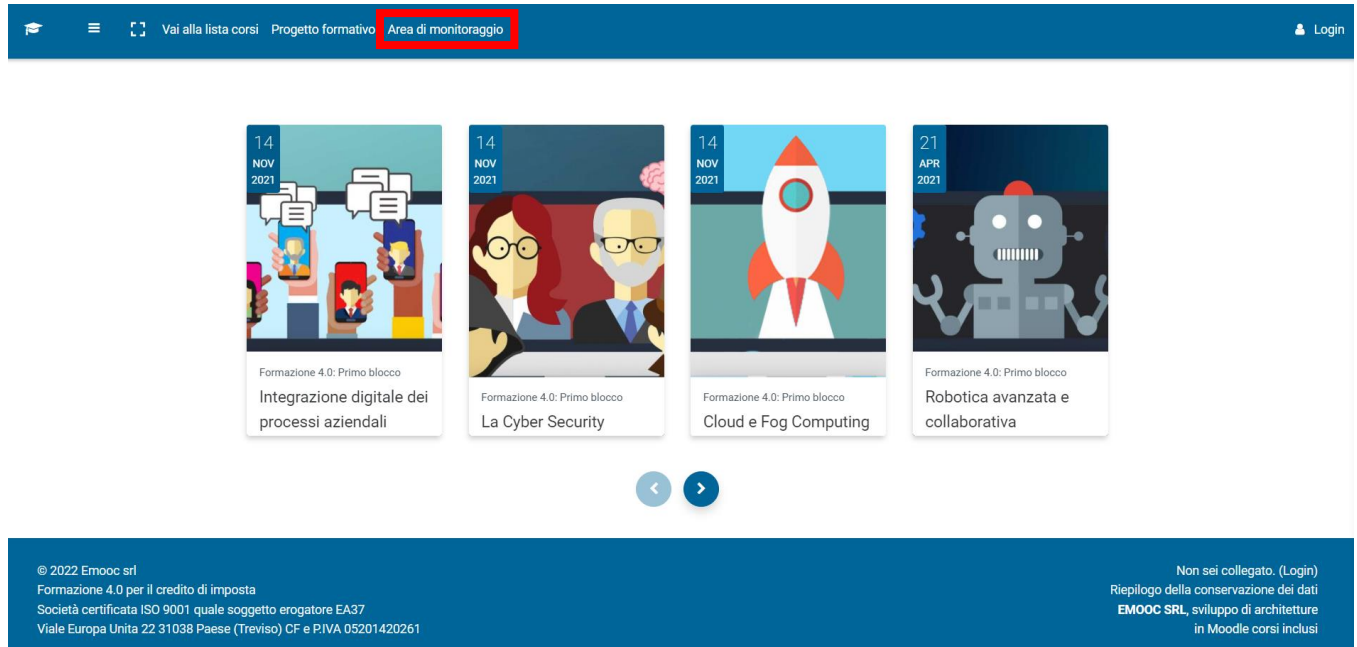 Vai alla lista corsi Progetto formativo Area di monitoraggio Login
14
NOV
2021
Formazione 4.0: Primo blocco
Integrazione digitale dei
processi aziendali
14
NOV
2021
Formazione 4.0: Primo blocco
La Cyber Security
14
NOV
2021
Formazione 4.0: Primo blocco
Cloud e Fog Computing
21
APR
2021
Formazione 4.0: Primo blocco
Robotica avanzata e
collaborativa
© 2022 Emooc srl
Formazione 4.0 per il credito di imposta
Società certificata ISO 9001 quale soggetto erogatore EA37
Viale Europa Unita 22 31038 Paese (Treviso) CF e P.IVA 05201420261
Non sei collegato. (Login)
Riepilogo della conservazione dei dati
EMOOC SRL, sviluppo di architetture
in Moodle corsi inclusi